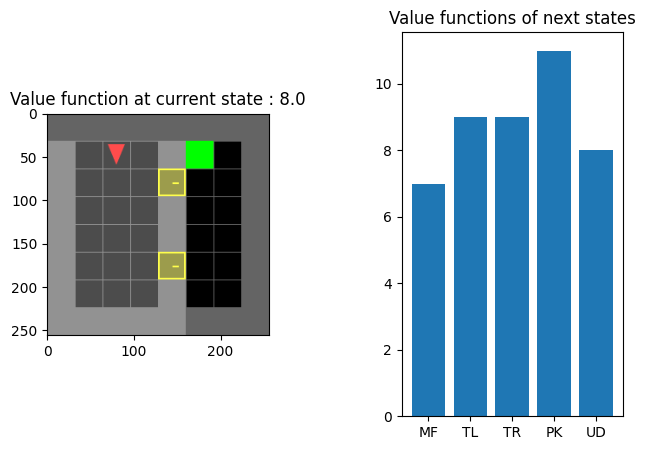 Value function at current state : 8.0
0
50
100
150
200
250
0
100
200
Value functions of next states
10
8
6
4
2
0
MF
TL
TR
PK
UD